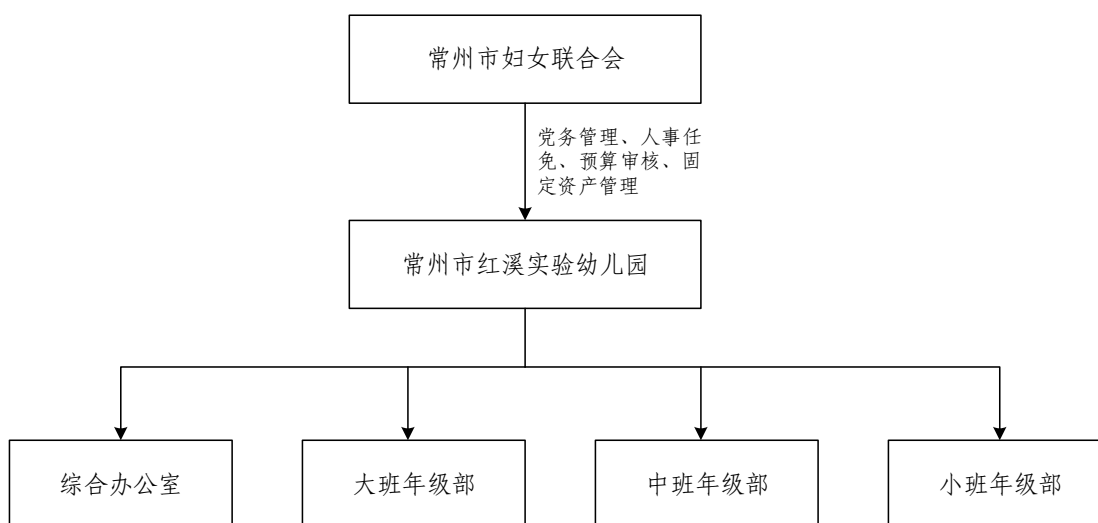 常州市妇女联合会
党务管理、人事任
免、预算审核、固
定资产管理
常州市红溪实验幼儿园
综合办公室
大班年级部
中班年级部
小班年级部